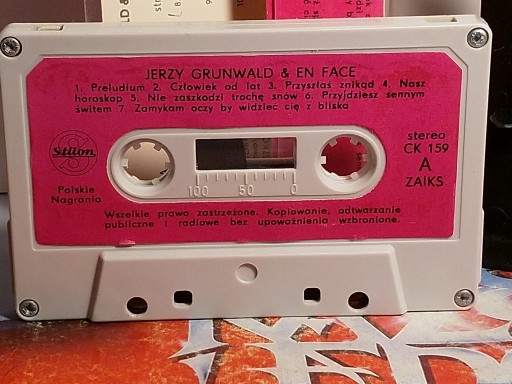 JERZY GRUNWALD & EN FACE
1. Preludium 2. Człowiek od lat 3. Przyszłaś znikąd 4. Nasz
horoskop 5. Nie zaszkodzi trochę snów 6. Przyjdziesz sennym
świtem 7. Zamykam oczy by widzieć cię z bliska
Stilon
Polskie
Nagrania
100 50 0
stereo
CK 159
A
ZAIKS
Wszelkie prawa zastrzeżone. Kopiowanie, odtwarzanie
publiczne i radiowe bez upoważnienia wzbronione.